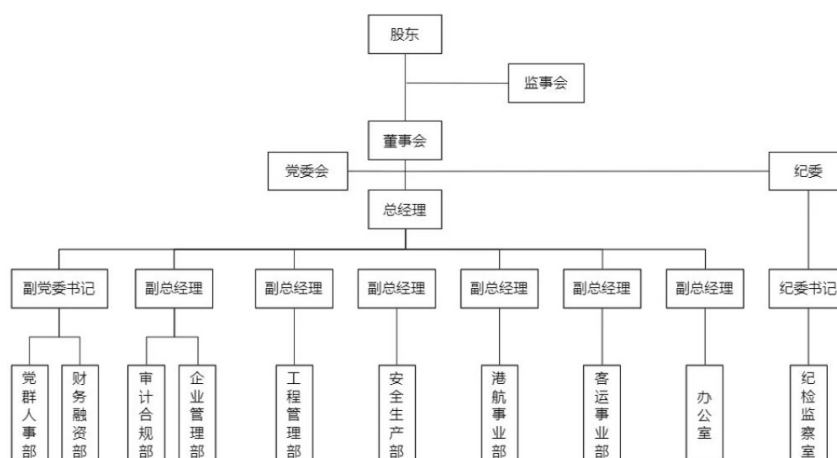 股东
监事会
董事会
党委会
纪委
总经理
副党委书记
副总经理
副总经理
副总经理
副总经理
副总经理
副总经理
纪委书记
党群人事部
财务融资部
审计合规部
企业管理部
工程管理部
安全生产部
港航事业部
客运事业部
办公室
纪检监察室